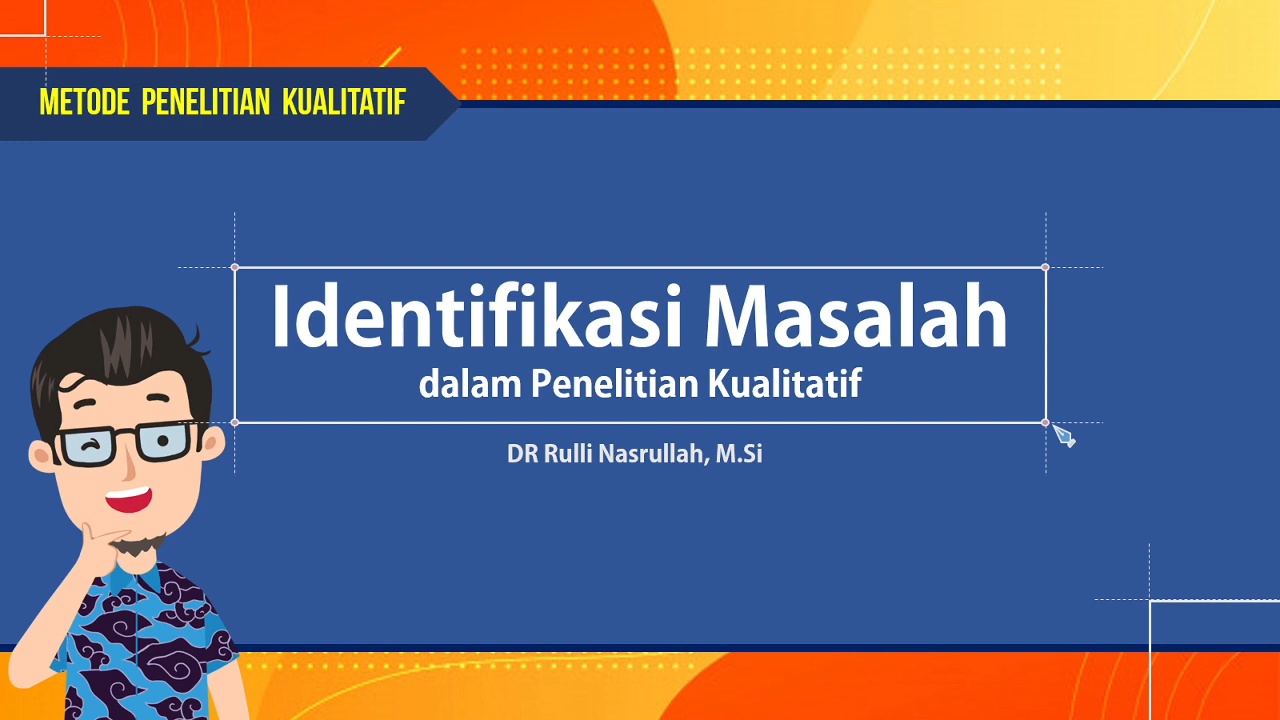 METODE PENELITIAN KUALITATIF
Identifikasi Masalah
dalam Penelitian Kualitatif
DR Rulli Nasrullah, M.Si